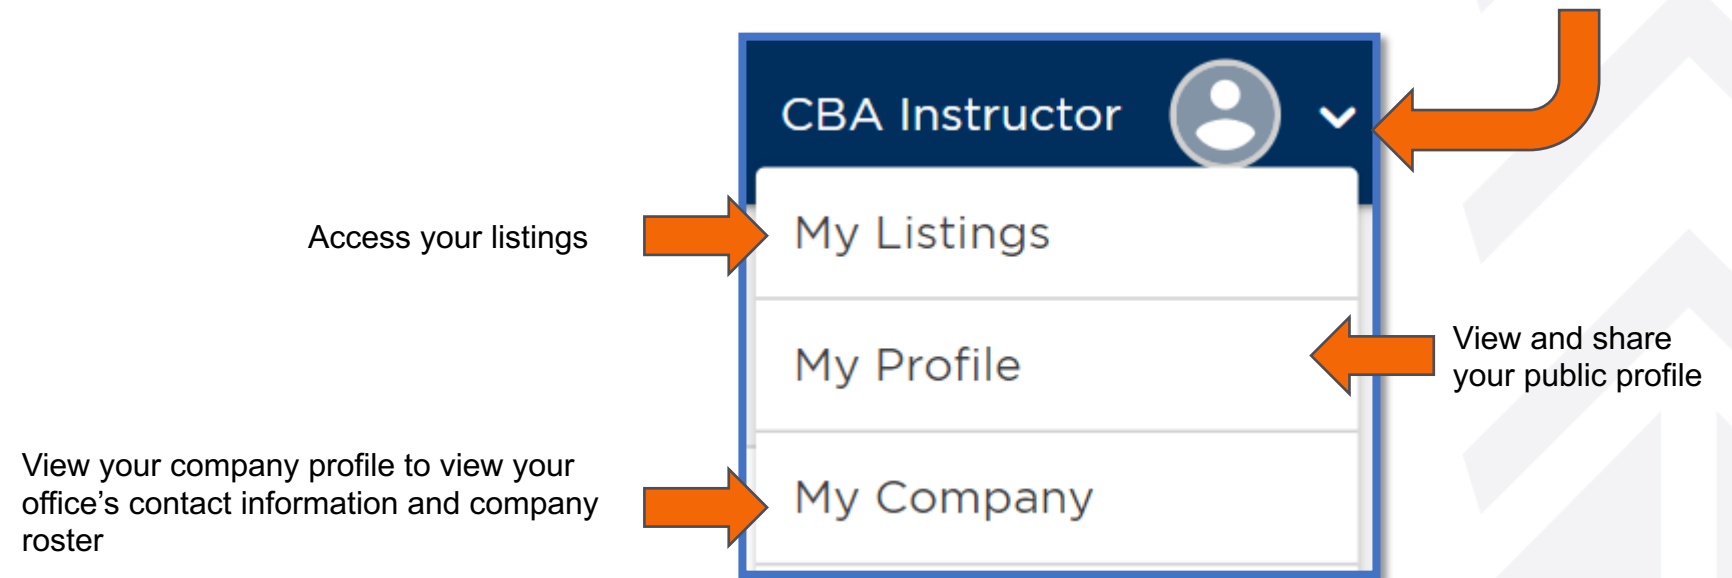 CBA Instructor
Access your listings
My Listings
My Profile
View and share
your public profile
View your company profile to view your
office’s contact information and company
roster
My Company